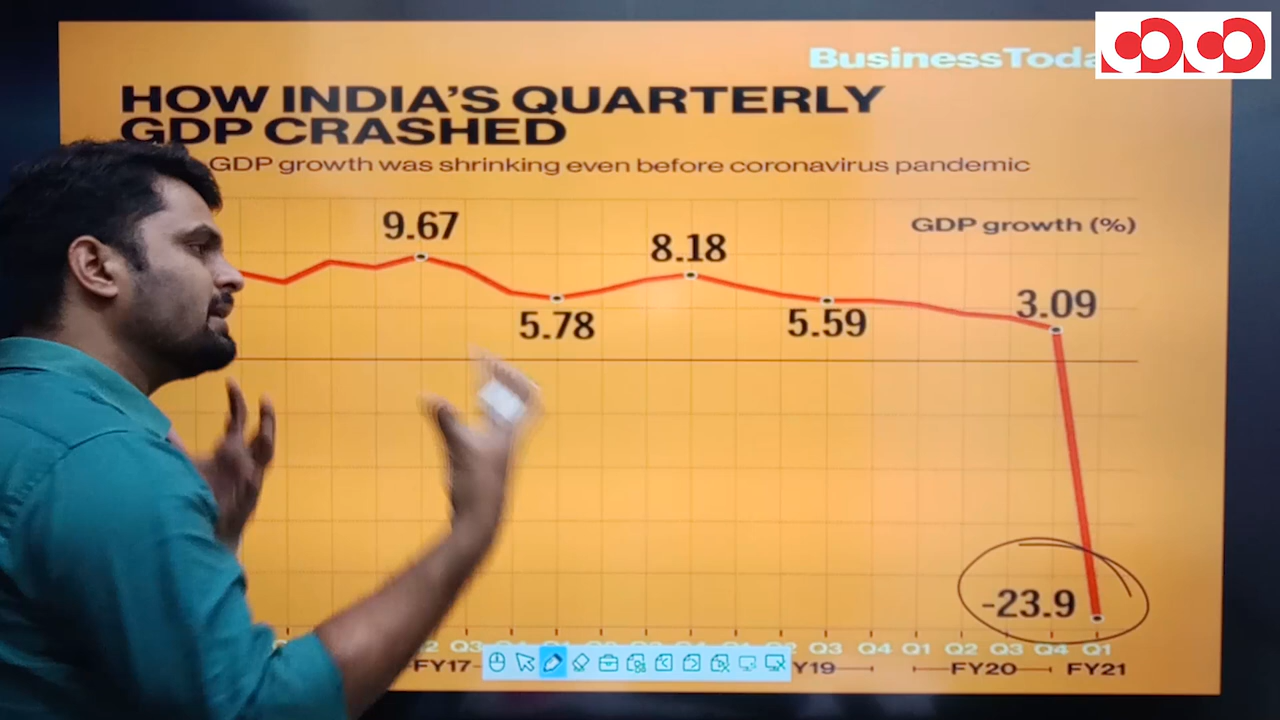 BusinessToda
HOW INDIA'S QUARTERLY
GDP CRASHED
GDP growth was shrinking even before coronavirus pandemic
GDP growth (%)
9.67
8.18
5.78
5.59
3.09
-23.9
Q3 Q3 Q4 Q1 Q2 Q3 Q4 Q1
FY17 Y19 FY20 FY21